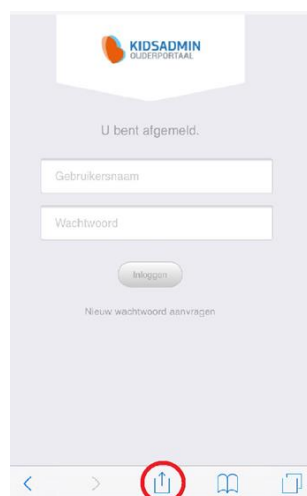 KIDSADMIN
OUDERPORTAAL
U bent afgemeld.
Gebruikersnaam
Wachtwoord
Inloggen
Nieuw wachtwoord aanvragen